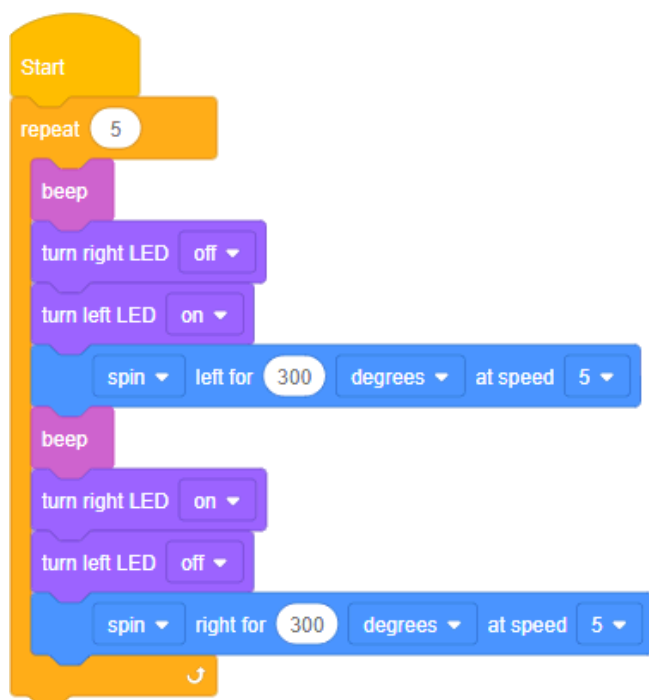 Start
repeat 5
beep
turn right LED off
turn left LED on
spin left for 300 degrees at speed 5
beep
turn right LED on
turn left LED off
spin right for 300 degrees at speed 5